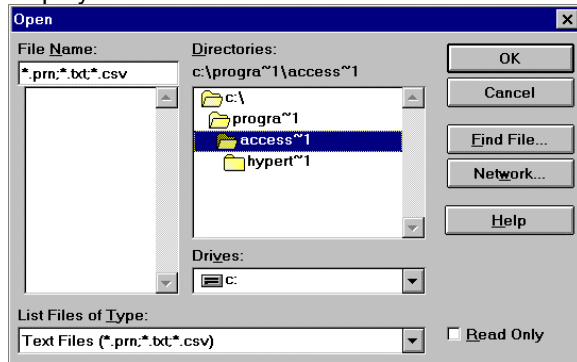 Open
File Name:
*.prn;*.txt;*.csv
Directories:
c:\progra~1\access~1
c:\
progra~1
access~1
hypert~1
Drives:
c:
List Files of Type:
Text Files (*.prn;*.txt;*.csv)
OK
Cancel
Find File...
Network...
Help
Read Only